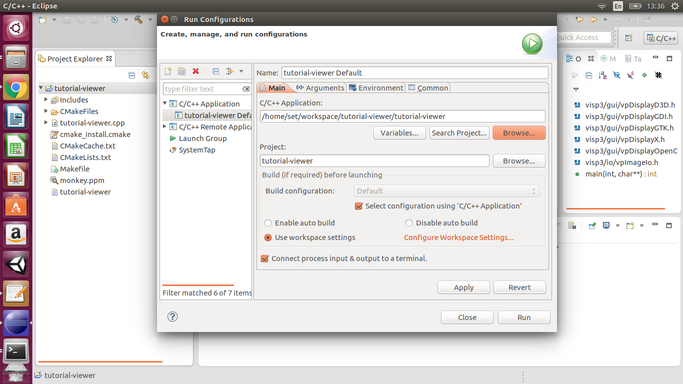 C/C++ - Eclipse
En
13:36
Run Configurations
Create, manage, and run configurations
Quick Access
C/C++
Project Explorer
tutorial-viewer
Includes
CMakeFiles
tutorial-viewer.cpp
cmake_install.cmake
CMakeCache.txt
CMakeLists.txt
Makefile
monkey.ppm
tutorial-viewer
type filter text
C/C++ Application
tutorial-viewer Defa
C/C++ Remote Applica
Launch Group
SystemTap
Filter matched 6 of 7 items
Name:
tutorial-viewer Default
Main
Arguments
Environment
Common
C/C++ Application:
/home/set/workspace/tutorial-viewer/tutorial-viewer
Variables...
Search Project...
Browse...
Project:
tutorial-viewer
Browse...
Build (if required) before launching
Build configuration:
Default
Select configuration using 'C/C++ Application'
Enable auto build
Disable auto build
Use workspace settings
Configure Workspace Settings...
Connect process input & output to a terminal.
Apply
Revert
Close
Run
O
M
Ta
visp3/gui/vpDisplayD3D.h
visp3/gui/vpDisplayGDI.h
visp3/gui/vpDisplayGTK.h
visp3/gui/vpDisplayX.h
visp3/gui/vpDisplayOpenC
visp3/io/vpImageIo.h
main(int, char**) : int
tutorial-viewer